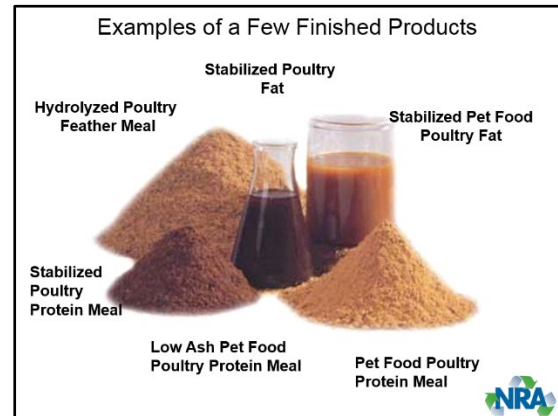 Examples of a Few Finished Products
Stabilized Poultry
Fat
Hydrolyzed Poultry
Feather Meal
Stabilized Pet Food
Poultry Fat
Stabilized
Poultry
Protein Meal
Low Ash Pet Food
Poultry Protein Meal
Pet Food Poultry
Protein Meal
NRA